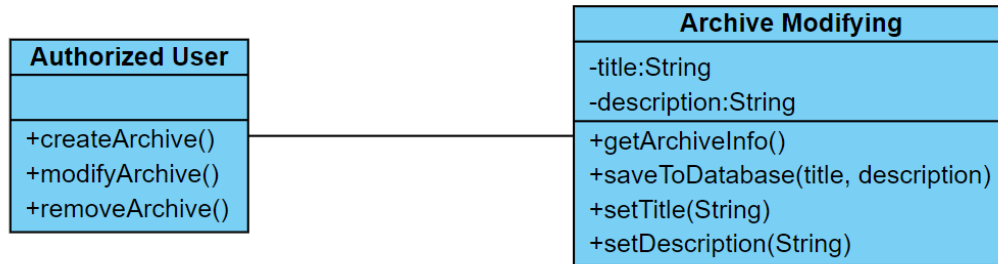 Authorized User
+createArchive()
+modifyArchive()
+removeArchive()
Archive Modifying
-title:String
-description:String
+getArchiveInfo()
+saveToDatabase(title, description)
+setTitle(String)
+setDescription(String)